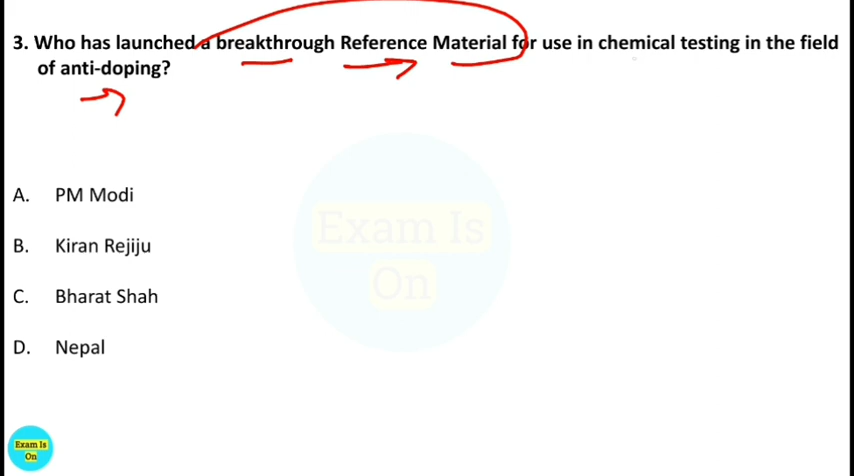 3. Who has launched a breakthrough Reference Material for use in chemical testing in the field
of anti-doping?
A. PM Modi
B. Kiran Rejiju
C. Bharat Shah
D. Nepal
Exam Is
On
Exam Is
On